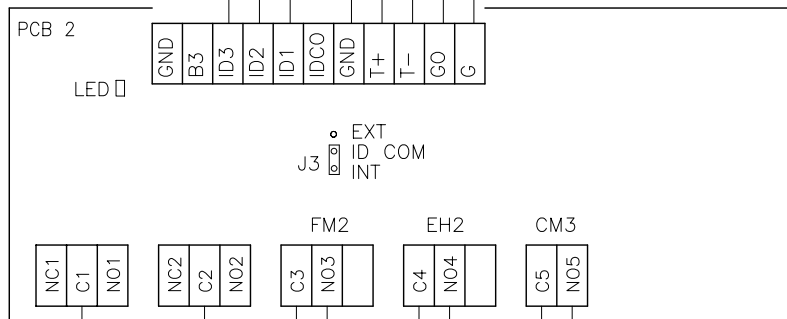 PCB 2
GND B3 ID3 ID2 ID1 IDCO GND T+ T- GO G
LED
EXT
J3 ID COM
INT
FM2 EH2 CM3
NC1 C1 NO1 NC2 C2 NO2 C3 NO3 C4 NO4 C5 NO5